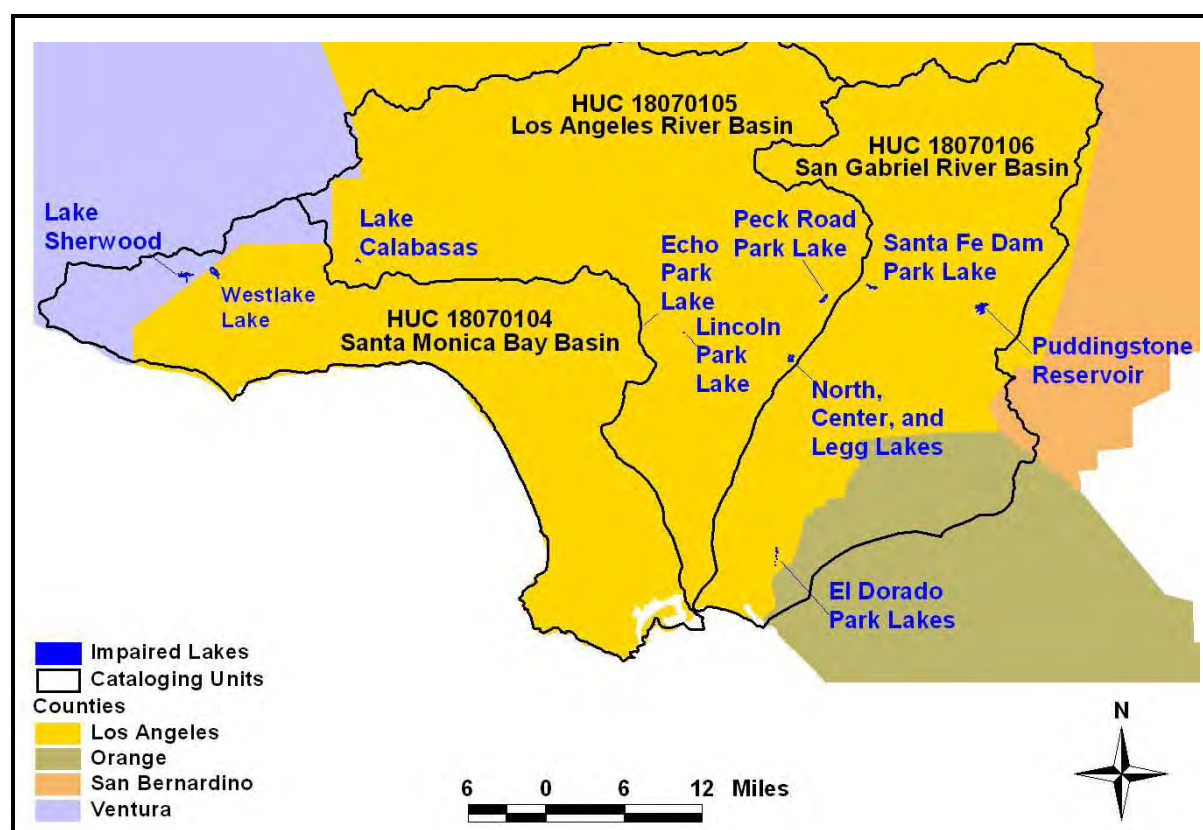 HUC 18070105
Los Angeles River Basin
HUC 18070106
San Gabriel River Basin
Lake
Sherwood
Lake
Calabasas
Peck Road
Park Lake
Echo
Park
Lake
Santa Fe Dam
Park Lake
Westlake
Lake
HUC 18070104
Santa Monica Bay Basin
Lincoln
Park
Lake
Puddingstone
Reservoir
North,
Center, and
Legg Lakes
El Dorado
Park Lakes
Impaired Lakes
Cataloging Units
Counties
Los Angeles
Orange
San Bernardino
Ventura
6 0 6 12 Miles
N